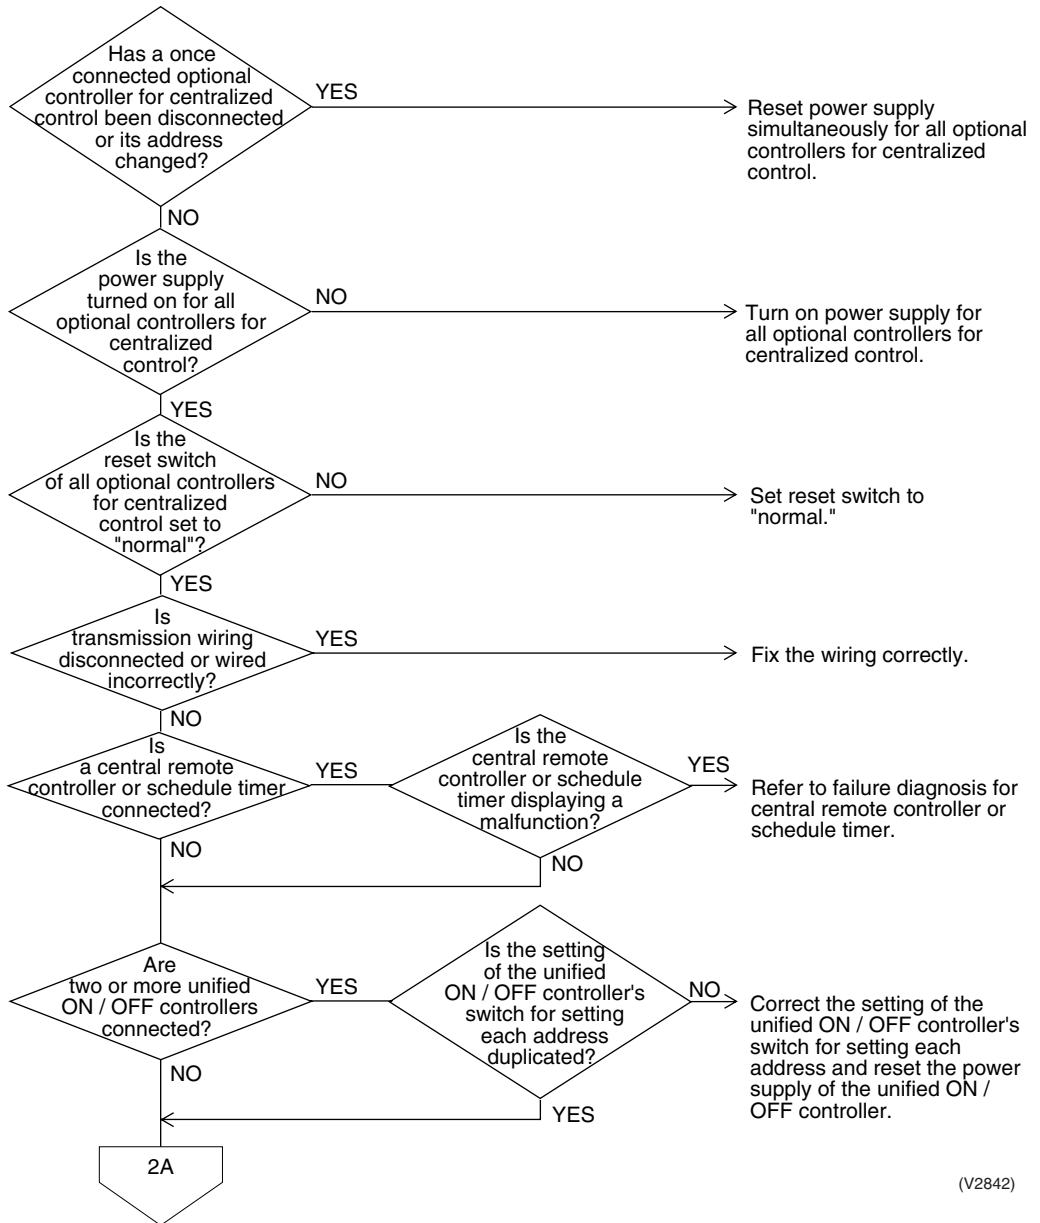 Has a once
connected optional
controller for centralized
control been disconnected
or its address
changed?
YES
Reset power supply
simultaneously for all optional
controllers for centralized
control.
NO
Is the
power supply
turned on for all
optional controllers for
centralized
control?
NO
Turn on power supply for
all optional controllers for
centralized control.
YES
Is the
reset switch
of all optional controllers
for centralized
control set to
"normal"?
NO
Set reset switch to
"normal."
YES
Is
transmission wiring
disconnected or wired
incorrectly?
YES
Fix the wiring correctly.
NO
Is
a central remote
controller or schedule timer
connected?
YES
Is the
central remote
controller or schedule
timer displaying a
malfunction?
YES
Refer to failure diagnosis for
central remote controller or
schedule timer.
NO
NO
Are
two or more unified
ON / OFF controllers
connected?
YES
Is the setting
of the unified
ON / OFF controller's
switch for setting
each address
duplicated?
NO
Correct the setting of the
unified ON / OFF controller's
switch for setting each
address and reset the power
supply of the unified ON /
OFF controller.
NO
YES
2A
(V2842)